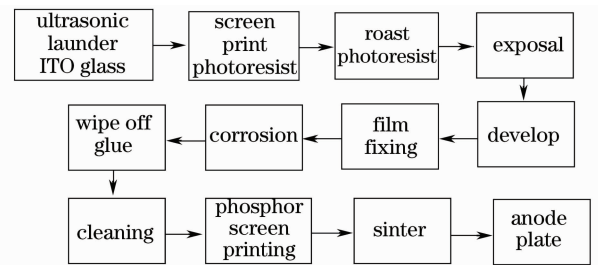 ultrasonic
launder
ITO glass
screen
print
photoresist
roast
photoresist
exposal
develop
film
fixing
corrosion
wipe off
glue
cleaning
phosphor
screen
printing
sinter
anode
plate